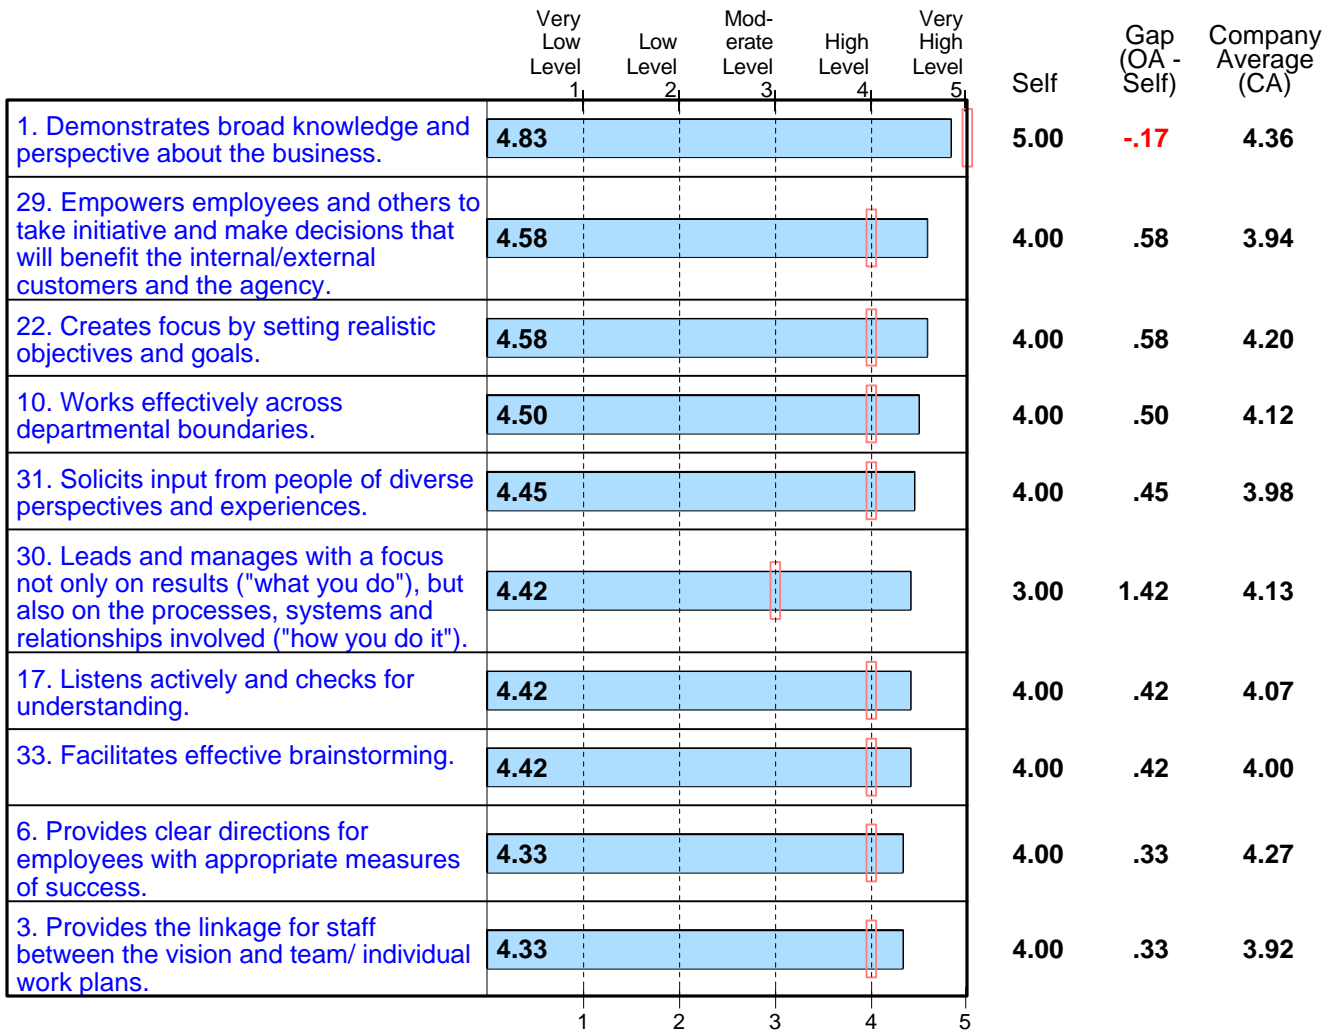 Very Low Level 1
Low Level 2
Mod- erate Level 3
High Level 4
Very High Level 5
Self
Gap (OA - Self)
Company Average (CA)
1. Demonstrates broad knowledge and
perspective about the business.
4.83 5.00 -.17 4.36
29. Empowers employees and others to
take initiative and make decisions that
will benefit the internal/external
customers and the agency.
4.58 4.00 .58 3.94
22. Creates focus by setting realistic
objectives and goals.
4.58 4.00 .58 4.20
10. Works effectively across
departmental boundaries.
4.50 4.00 .50 4.12
31. Solicits input from people of diverse
perspectives and experiences.
4.45 4.00 .45 3.98
30. Leads and manages with a focus
not only on results ("what you do"), but
also on the processes, systems and
relationships involved ("how you do it").
4.42 3.00 1.42 4.13
17. Listens actively and checks for
understanding.
4.42 4.00 .42 4.07
33. Facilitates effective brainstorming.
4.42 4.00 .42 4.00
6. Provides clear directions for
employees with appropriate measures
of success.
4.33 4.00 .33 4.27
3. Provides the linkage for staff
between the vision and team/ individual
work plans.
4.33 4.00 .33 3.92
1 2 3 4 5